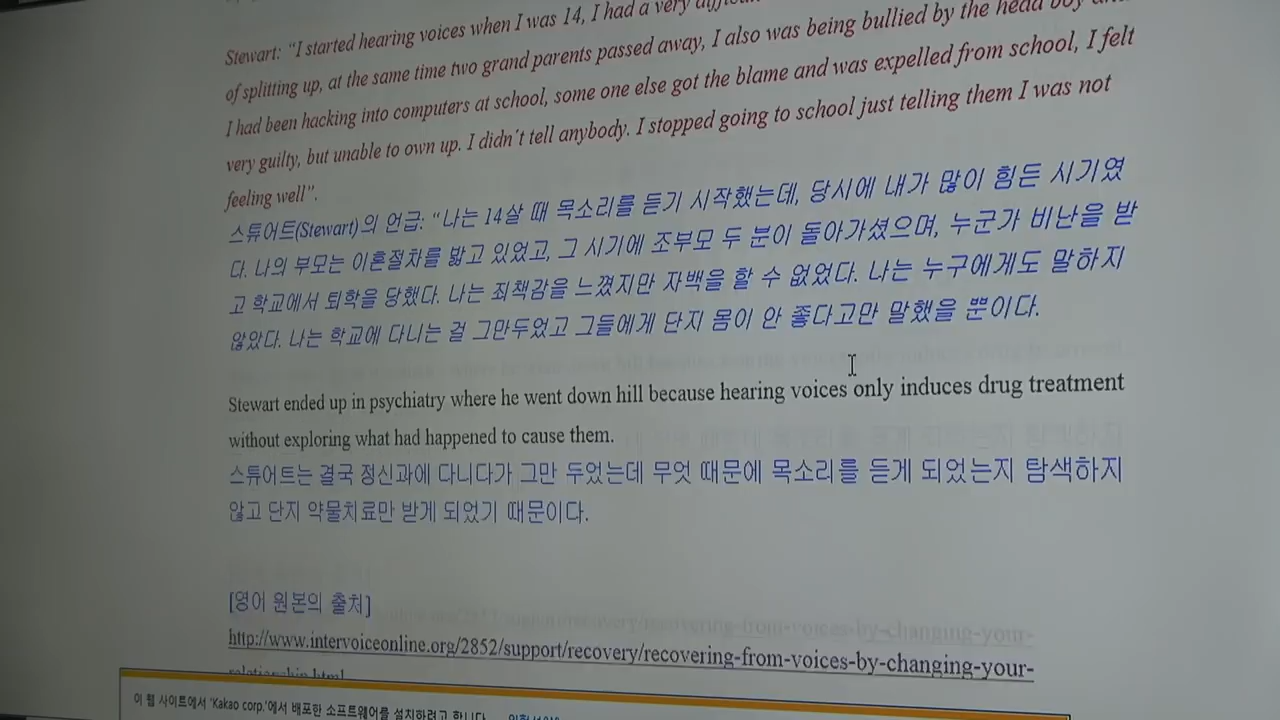 Stewart: “I started hearing voices when I was 14, I had a very
of splitting up, at the same time two grand parents passed away, I also was being bullied by the head boy
I had been hacking into computers at school, some one else got the blame and was expelled from school, I felt
very guilty, but unable to own up. I didn´t tell anybody. I stopped going to school just telling them I was not
feeling well”.
스튜어트(Stewart)의 언급: “나는 14살 때 목소리를 듣기 시작했는데, 당시에 내가 많이 힘든 시기였
다. 나의 부모는 이혼절차를 밟고 있었고, 그 시기에 조부모 두 분이 돌아가셨으며, 누군가 비난을 받
고 학교에서 퇴학을 당했다. 나는 죄책감을 느꼈지만 자백을 할 수 없었다. 나는 누구에게도 말하지
않았다. 나는 학교에 다니는 걸 그만두었고 그들에게 단지 몸이 안 좋다고만 말했을 뿐이다.
Stewart ended up in psychiatry where he went down hill because hearing voices only induces drug treatment
without exploring what had happened to cause them.
스튜어트는 결국 정신과에 다니다가 그만 두었는데 무엇 때문에 목소리를 듣게 되었는지 탐색하지
않고 단지 약물치료만 받게 되었기 때문이다.
[영어 원본의 출처]
http://www.intervoiceonline.org/2852/support/recovery/recovering-from-voices-by-changing-your-
relationship.html
이 웹 사이트에서 'Kakao corp.'에서 배포한 소프트웨어를 설치하려고 합니다.